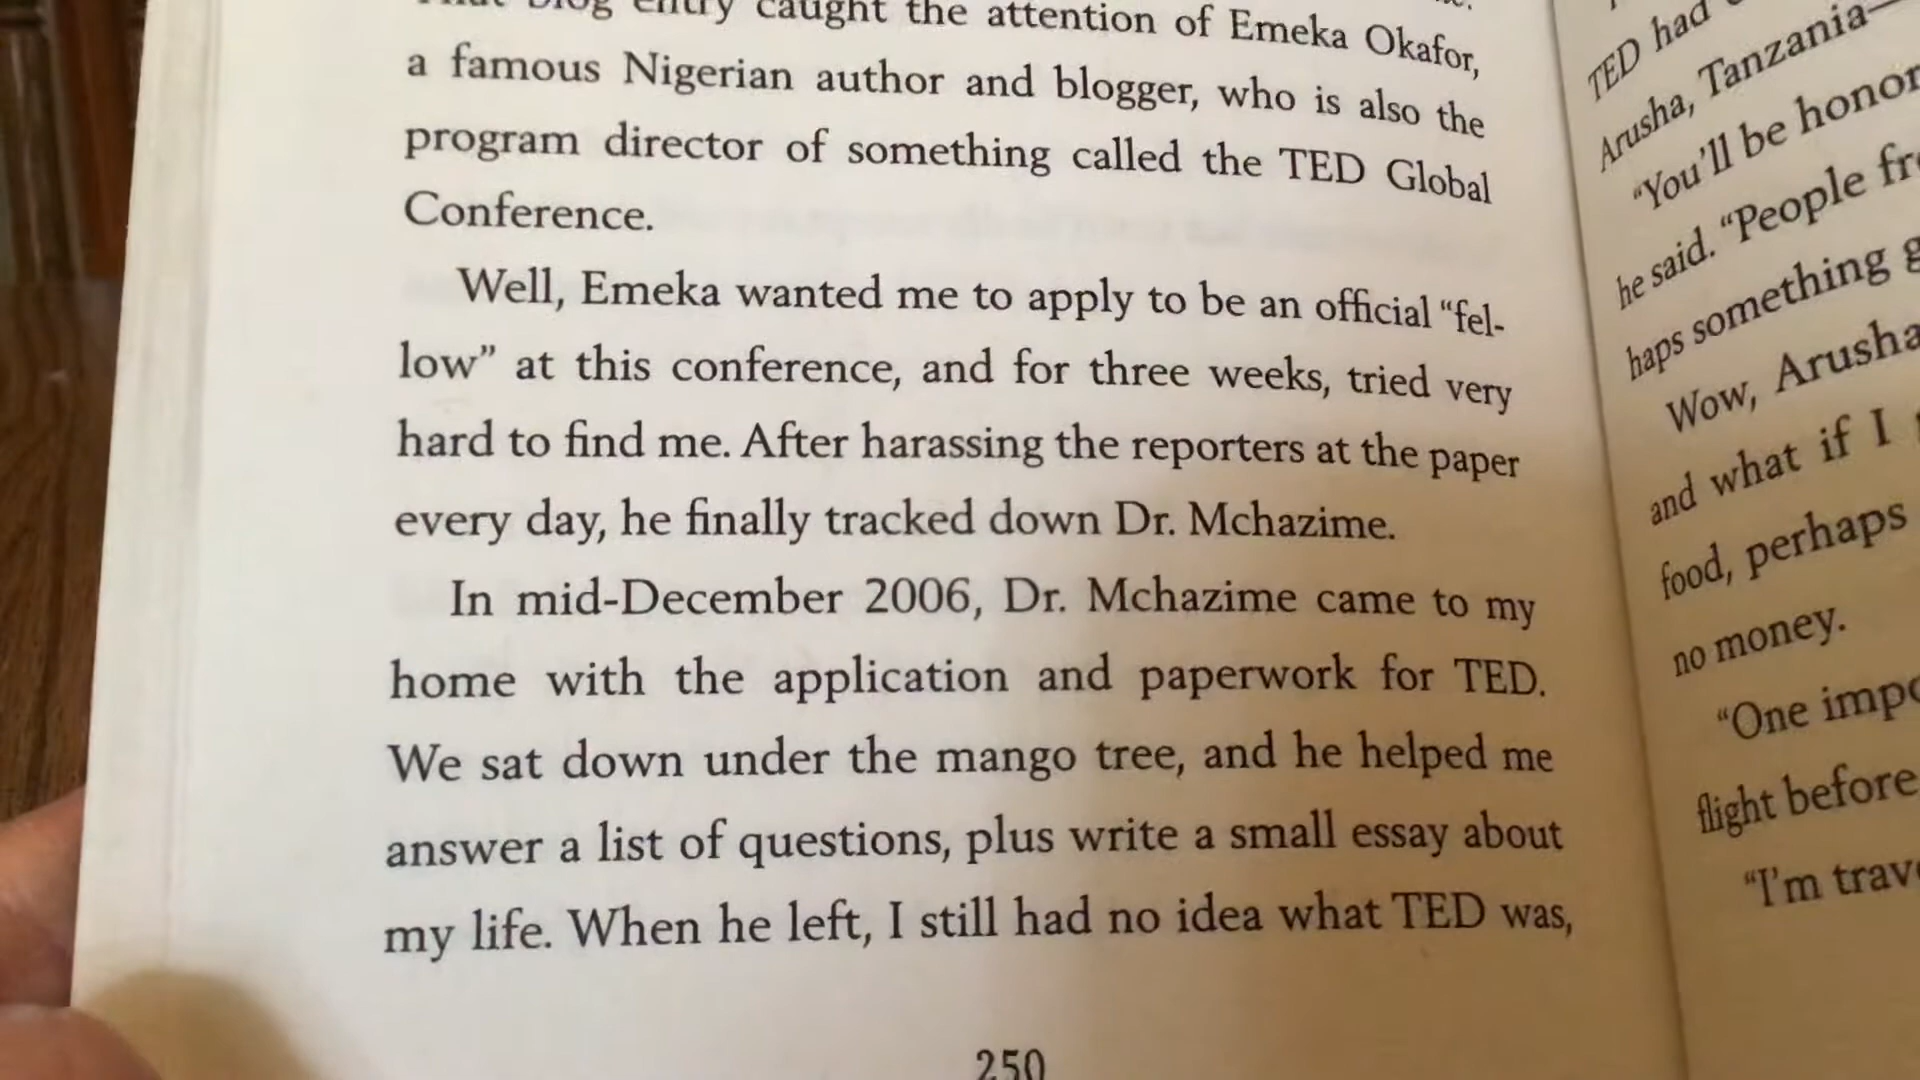 That blog entry caught the attention of Emeka Okafor,
a famous Nigerian author and blogger, who is also the
program director of something called the TED Global
Conference.
Well, Emeka wanted me to apply to be an official “fel-
low” at this conference, and for three weeks, tried very
hard to find me. After harassing the reporters at the paper
every day, he finally tracked down Dr. Mchazime.
In mid-December 2006, Dr. Mchazime came to my
home with the application and paperwork for TED.
We sat down under the mango tree, and he helped me
answer a list of questions, plus write a small essay about
my life. When he left, I still had no idea what TED was,
250
TED had
Arusha, Tanzania—
“You’ll be honor
he said. “People fr
haps something g
Wow, Arusha
and what if I
food, perhaps
no money.
“One impo
flight before
“I’m trav